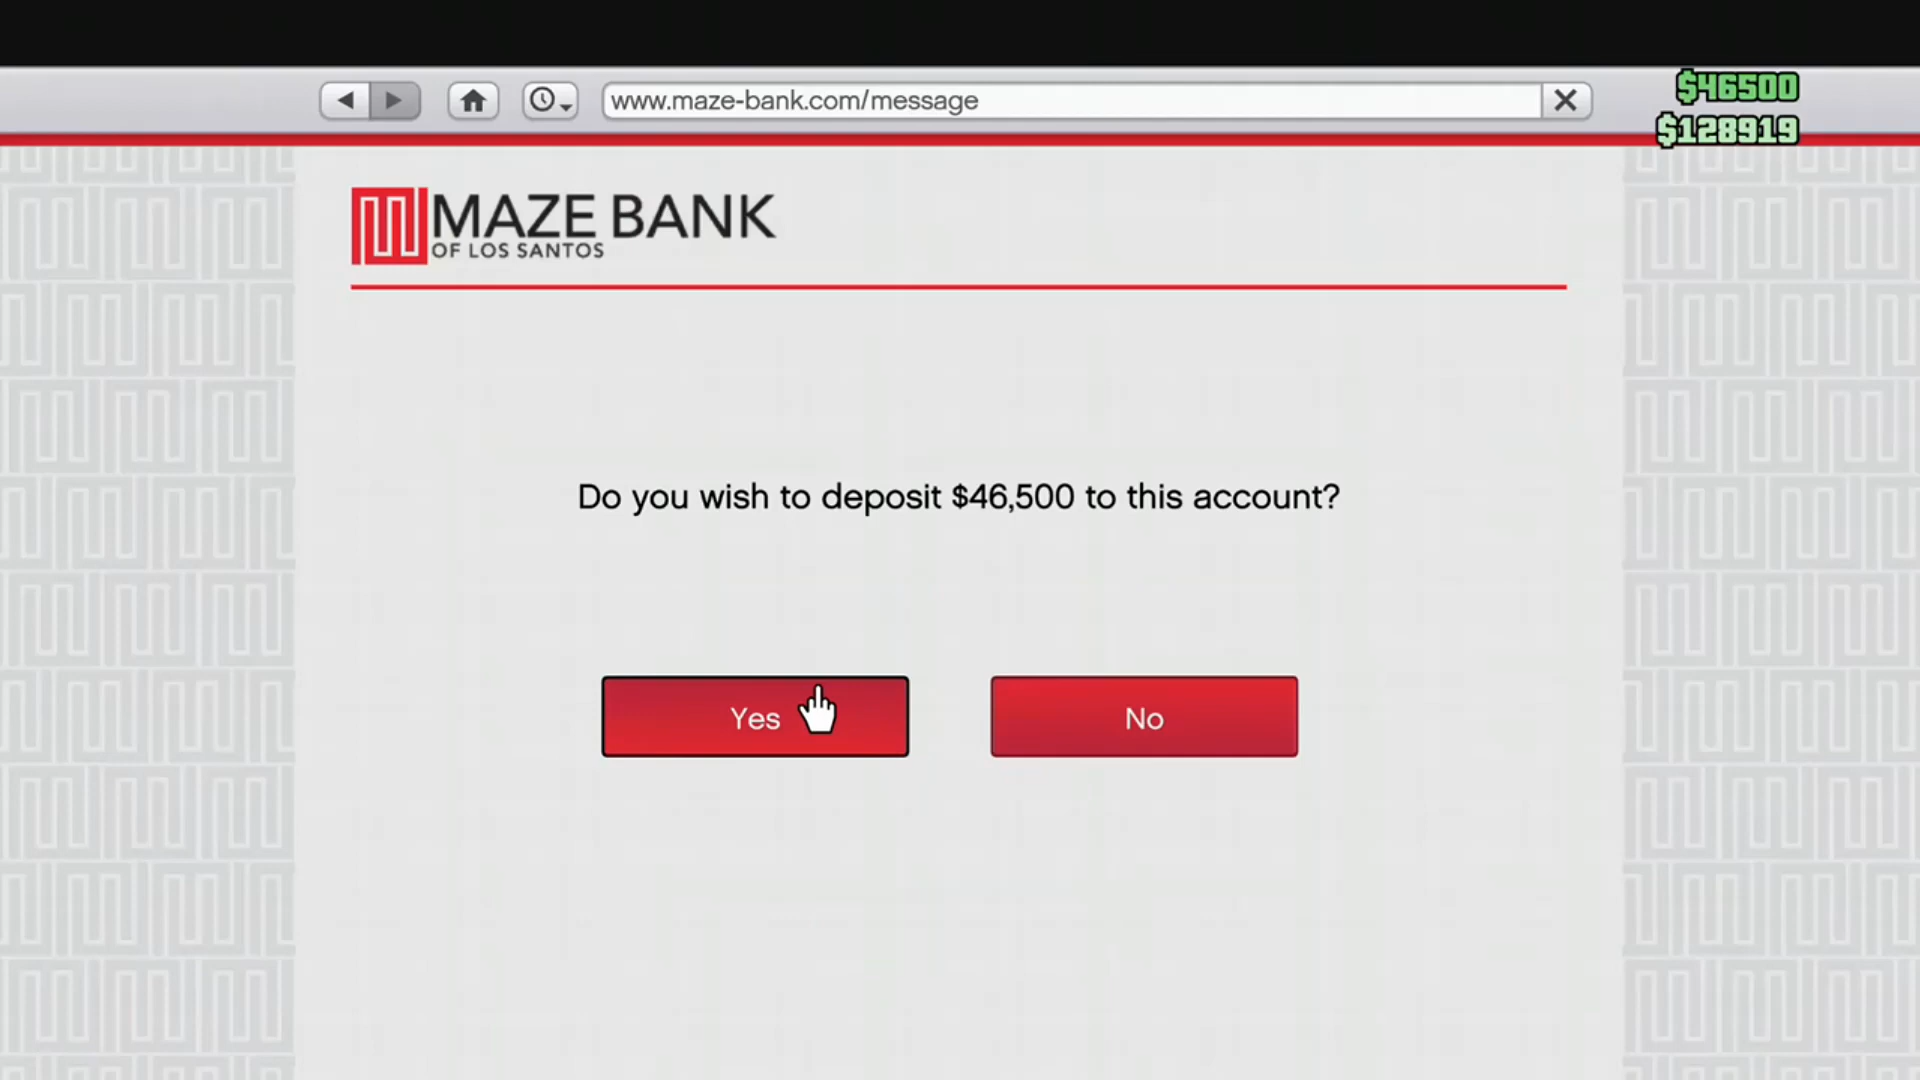 www.maze-bank.com/message
$46500
$128919
MAZE BANK
OF LOS SANTOS
Do you wish to deposit $46,500 to this account?
Yes
No